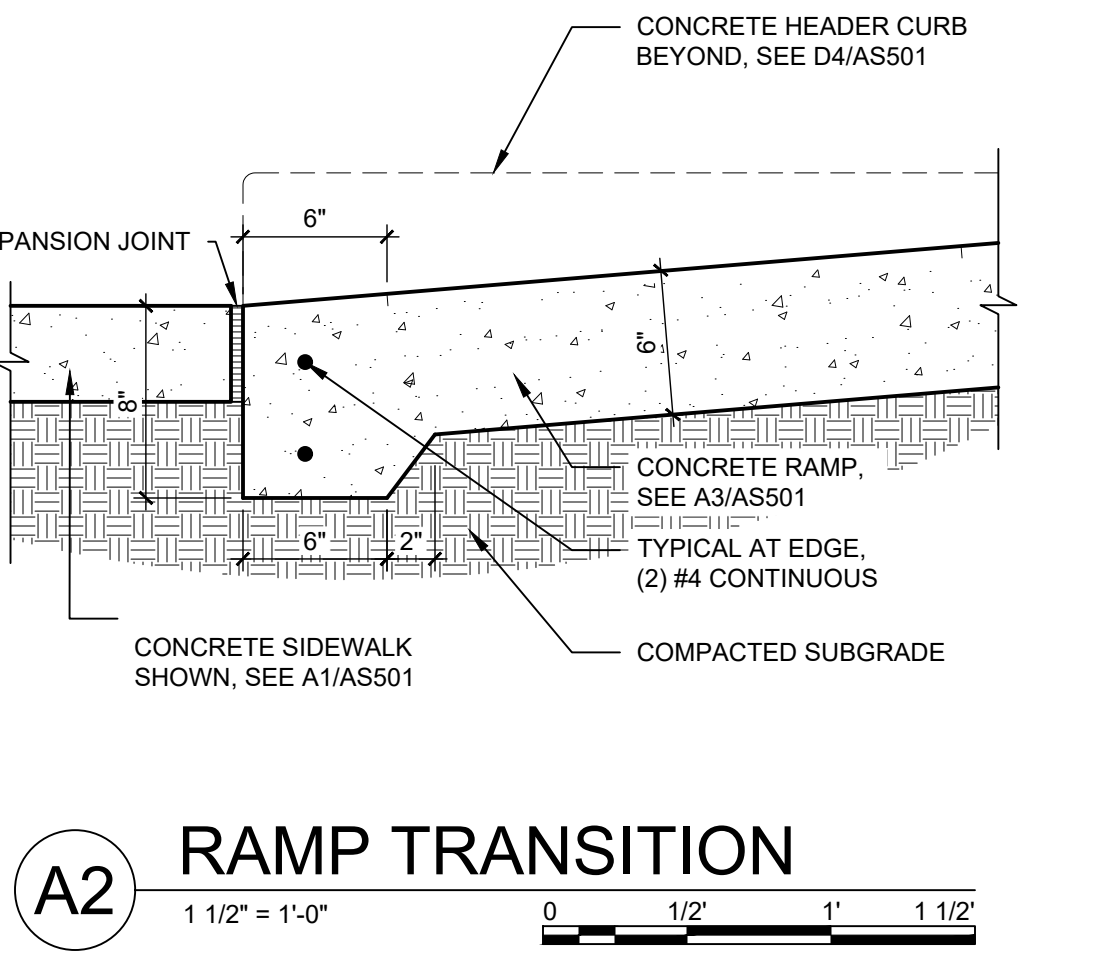 CONCRETE HEADER CURB
BEYOND, SEE D4/AS501
6"
PANSION JOINT
8"
6"
CONCRETE RAMP,
SEE A3/AS501
6"
2"
TYPICAL AT EDGE,
(2) #4 CONTINUOUS
CONCRETE SIDEWALK
SHOWN, SEE A1/AS501
COMPACTED SUBGRADE
A2
RAMP TRANSITION
1 1/2" = 1'-0"
0 1/2' 1' 1 1/2'